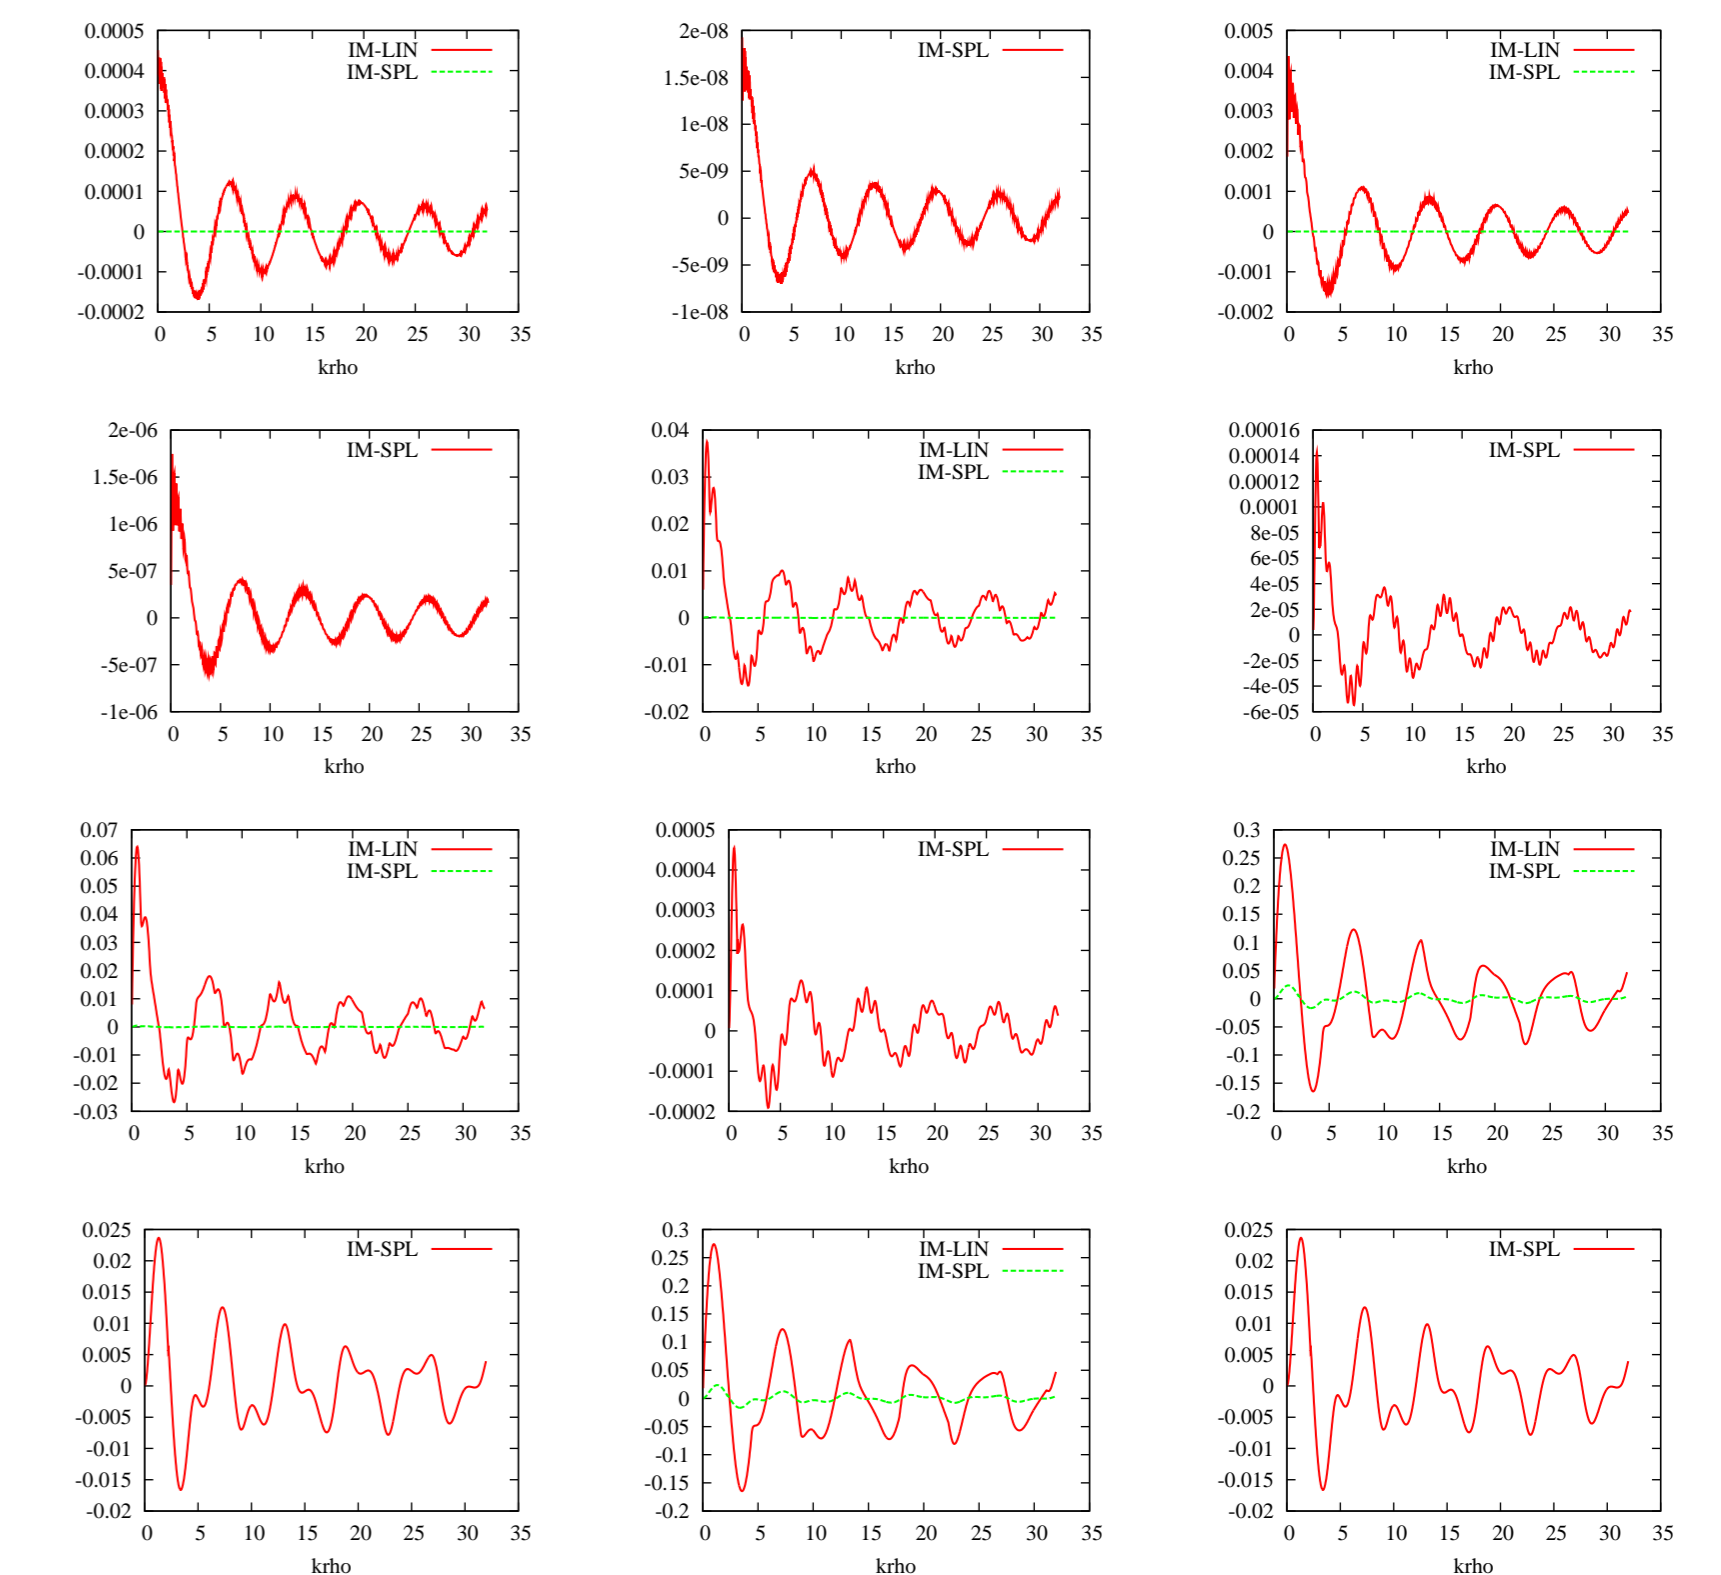 0.0005
0.0004
0.0003
0.0002
0.0001
0
-0.0001
-0.0002
0 5 10 15 20 25 30 35
krho
IM-LIN
IM-SPL
2e-08
1.5e-08
1e-08
5e-09
0
-5e-09
-1e-08
0 5 10 15 20 25 30 35
krho
IM-SPL
0.005
0.004
0.003
0.002
0.001
0
-0.001
-0.002
0 5 10 15 20 25 30 35
krho
IM-LIN
IM-SPL
2e-06
1.5e-06
1e-06
5e-07
0
-5e-07
-1e-06
0 5 10 15 20 25 30 35
krho
IM-SPL
0.04
0.03
0.02
0.01
0
-0.01
-0.02
0 5 10 15 20 25 30 35
krho
IM-LIN
IM-SPL
0.00016
0.00014
0.00012
0.0001
8e-05
6e-05
4e-05
2e-05
0
-2e-05
-4e-05
-6e-05
0 5 10 15 20 25 30 35
krho
IM-SPL
0.07
0.06
0.05
0.04
0.03
0.02
0.01
0
-0.01
-0.02
-0.03
0 5 10 15 20 25 30 35
krho
IM-LIN
IM-SPL
0.0005
0.0004
0.0003
0.0002
0.0001
0
-0.0001
-0.0002
0 5 10 15 20 25 30 35
krho
IM-SPL
0.3
0.25
0.2
0.15
0.1
0.05
0
-0.05
-0.1
-0.15
-0.2
0 5 10 15 20 25 30 35
krho
IM-LIN
IM-SPL
0.025
0.02
0.015
0.01
0.005
0
-0.005
-0.01
-0.015
-0.02
0 5 10 15 20 25 30 35
krho
IM-SPL
0.3
0.25
0.2
0.15
0.1
0.05
0
-0.05
-0.1
-0.15
-0.2
0 5 10 15 20 25 30 35
krho
IM-LIN
IM-SPL
0.025
0.02
0.015
0.01
0.005
0
-0.005
-0.01
-0.015
-0.02
0 5 10 15 20 25 30 35
krho
IM-SPL